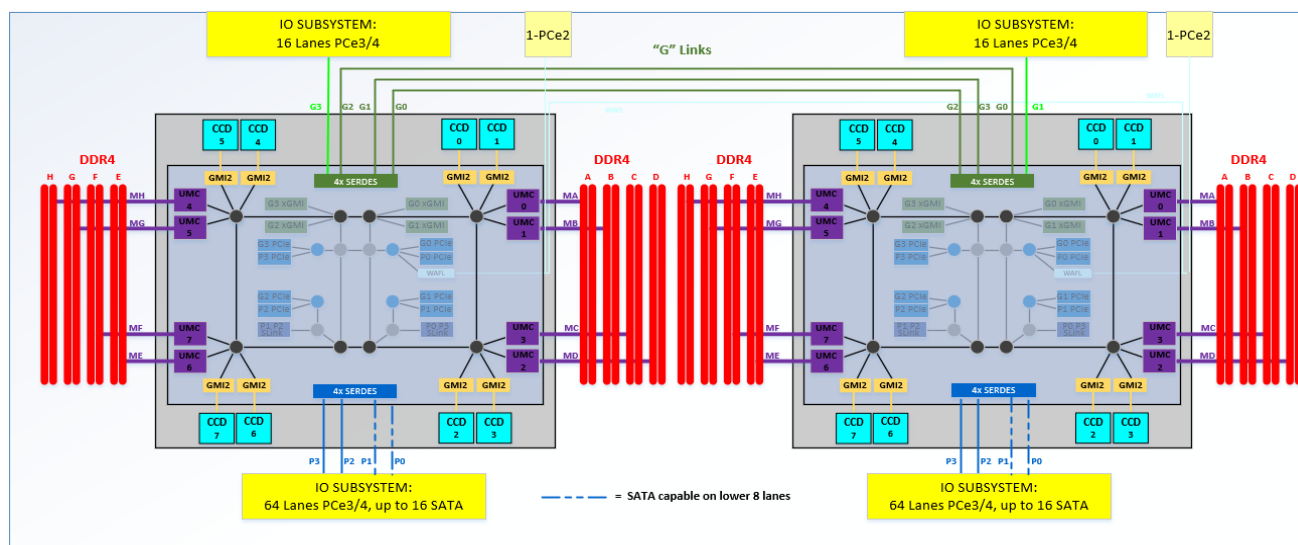 IO SUBSYSTEM:
16 Lanes PCe3/4
1-PCe2
"G" Links
IO SUBSYSTEM:
16 Lanes PCe3/4
1-PCe2
G3 G2 G1 G0
G2 G3 G0 G1
WAFL
CCD 5
CCD 4
CCD 0
CCD 1
CCD 5
CCD 4
CCD 0
CCD 1
DDR4
DDR4
DDR4
DDR4
H G F E
A B C D
H G F E
A B C D
GMI2 GMI2
GMI2 GMI2
GMI2 GMI2
GMI2 GMI2
4x SERDES
4x SERDES
MH
UMC 4
UMC 0
MA
MH
UMC 4
UMC 0
MA
MG
UMC 5
UMC 1
MB
MG
UMC 5
UMC 1
MB
G3 xGMI
G0 xGMI
G2 xGMI
G1 xGMI
G3 xGMI
G0 xGMI
G2 xGMI
G1 xGMI
G3 PCIe
P3 PCIe
G0 PCIe
P0 PCIe
WAFL
G3 PCIe
P3 PCIe
G0 PCIe
P0 PCIe
WAFL
G2 PCIe
P2 PCIe
G1 PCIe
P1 PCIe
G2 PCIe
P2 PCIe
G1 PCIe
P1 PCIe
P1 P2
SLink
P0 P3
SLink
P1 P2
SLink
P0 P3
SLink
MF
UMC 7
UMC 3
MC
MF
UMC 7
UMC 3
MC
ME
UMC 6
UMC 2
MD
ME
UMC 6
UMC 2
MD
GMI2 GMI2
GMI2 GMI2
GMI2 GMI2
GMI2 GMI2
4x SERDES
4x SERDES
CCD 7
CCD 6
CCD 2
CCD 3
CCD 7
CCD 6
CCD 2
CCD 3
P3 P2 P1 P0
P3 P2 P1 P0
IO SUBSYSTEM:
64 Lanes PCe3/4, up to 16 SATA
= SATA capable on lower 8 lanes
IO SUBSYSTEM:
64 Lanes PCe3/4, up to 16 SATA